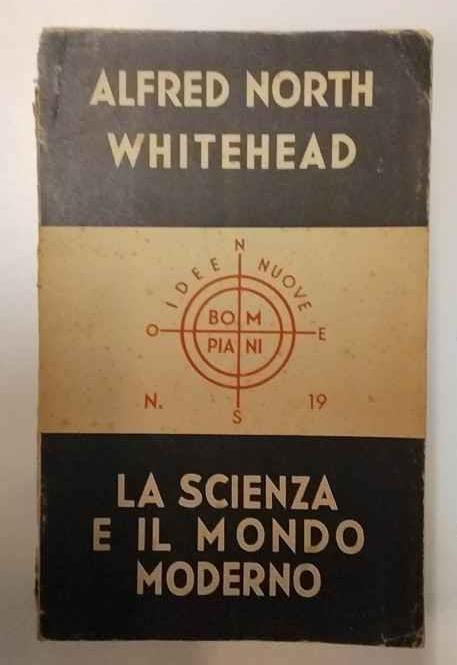 ALFRED NORTH
WHITEHEAD
N
IDEE NUOVE
O
BOM
PIANI
E
N. 19
S
LA SCIENZA
E IL MONDO
MODERNO